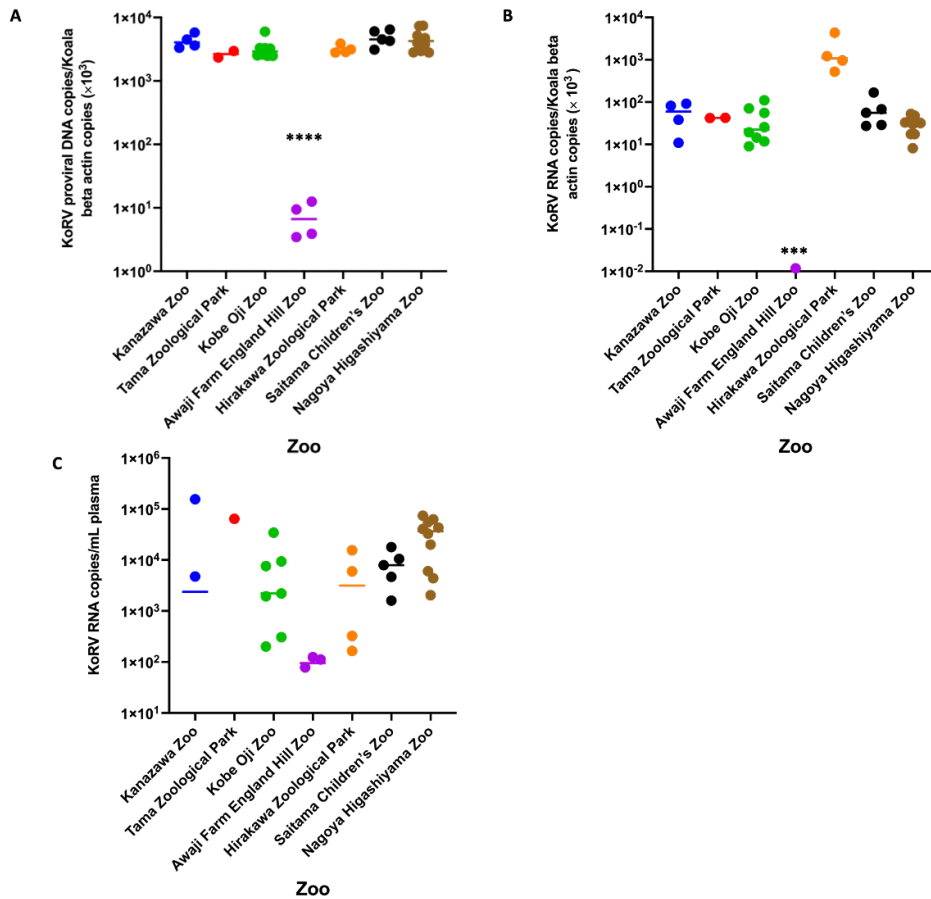 A
KoRV proviral DNA copies/Koala
beta actin copies (×10³)
1×10⁴
1×10³
1×10²
1×10¹
1×10⁰
****
Kanazawa Zoo
Tama Zoological Park
Kobe Oji Zoo
Awaji Farm England Hill Zoo
Hirakawa Zoological Park
Saitama Children's Zoo
Nagoya Higashiyama Zoo
Zoo
B
KoRV RNA copies/Koala beta
actin copies (× 10³)
1×10⁴
1×10³
1×10²
1×10¹
1×10⁰
1×10⁻¹
1×10⁻²
***
Kanazawa Zoo
Tama Zoological Park
Kobe Oji Zoo
Awaji Farm England Hill Zoo
Hirakawa Zoological Park
Saitama Children's Zoo
Nagoya Higashiyama Zoo
Zoo
C
KoRV RNA copies/mL plasma
1×10⁶
1×10⁵
1×10⁴
1×10³
1×10²
1×10¹
Kanazawa Zoo
Tama Zoological Park
Kobe Oji Zoo
Awaji Farm England Hill Zoo
Hirakawa Zoological Park
Saitama Children's Zoo
Nagoya Higashiyama Zoo
Zoo